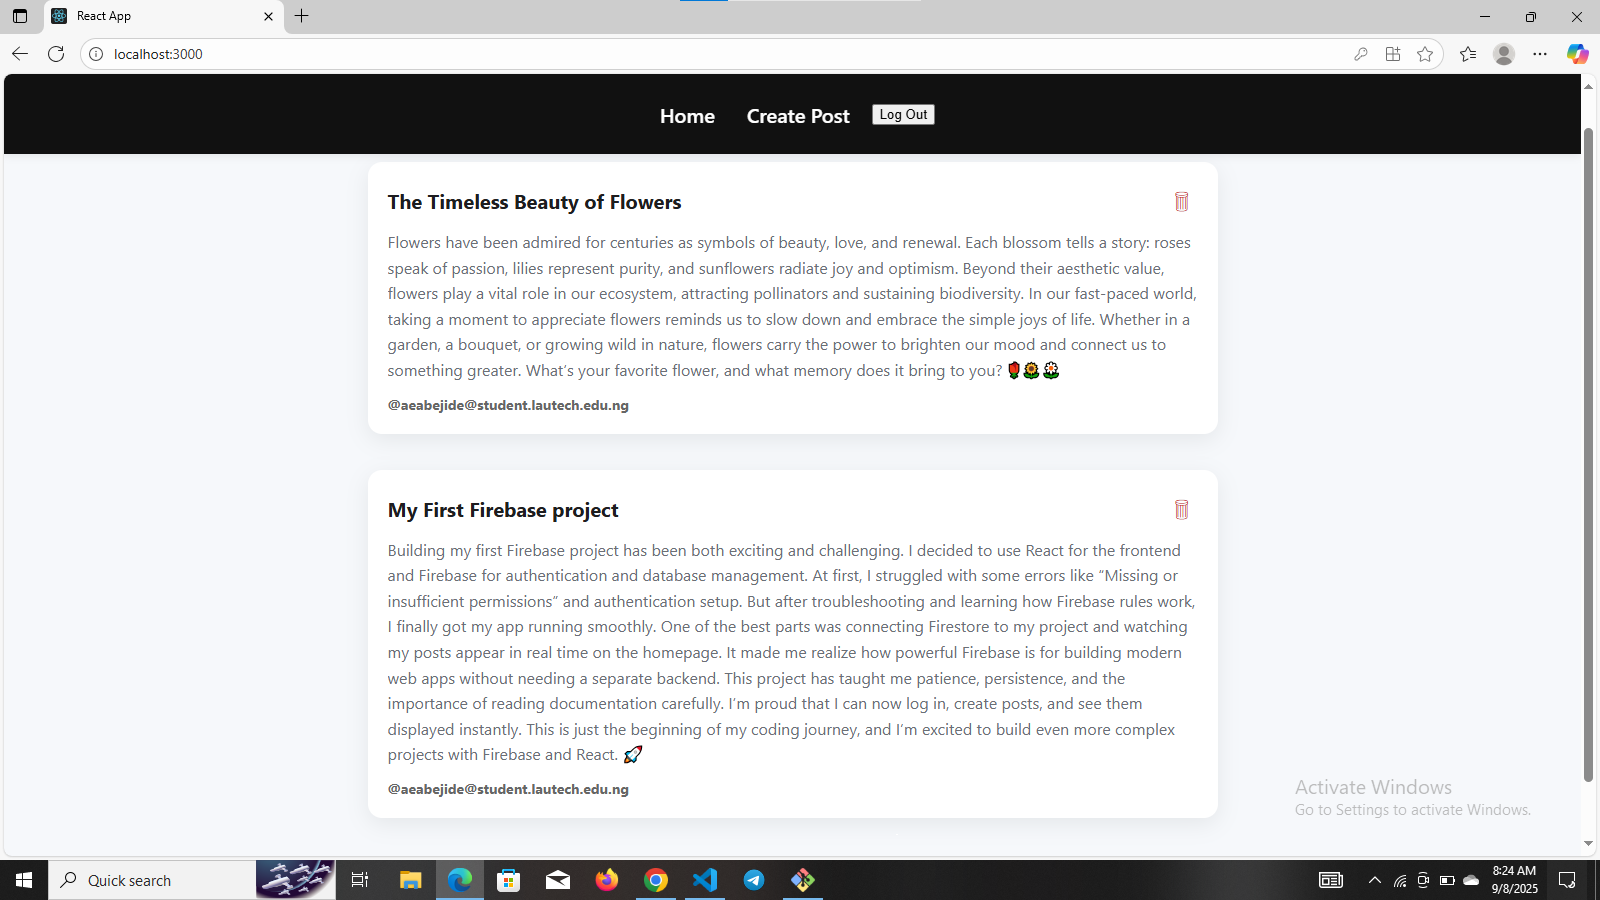 React App
localhost:3000
Home
Create Post
Log Out
The Timeless Beauty of Flowers
Flowers have been admired for centuries as symbols of beauty, love, and renewal. Each blossom tells a story: roses
speak of passion, lilies represent purity, and sunflowers radiate joy and optimism. Beyond their aesthetic value,
flowers play a vital role in our ecosystem, attracting pollinators and sustaining biodiversity. In our fast-paced world,
taking a moment to appreciate flowers reminds us to slow down and embrace the simple joys of life. Whether in a
garden, a bouquet, or growing wild in nature, flowers carry the power to brighten our mood and connect us to
something greater. What’s your favorite flower, and what memory does it bring to you? 🌹🌻🌼
@aeabejide@student.lautech.edu.ng
My First Firebase project
Building my first Firebase project has been both exciting and challenging. I decided to use React for the frontend
and Firebase for authentication and database management. At first, I struggled with some errors like “Missing or
insufficient permissions” and authentication setup. But after troubleshooting and learning how Firebase rules work,
I finally got my app running smoothly. One of the best parts was connecting Firestore to my project and watching
my posts appear in real time on the homepage. It made me realize how powerful Firebase is for building modern
web apps without needing a separate backend. This project has taught me patience, persistence, and the
importance of reading documentation carefully. I’m proud that I can now log in, create posts, and see them
displayed instantly. This is just the beginning of my coding journey, and I’m excited to build even more complex
projects with Firebase and React. 🚀
@aeabejide@student.lautech.edu.ng
Activate Windows
Go to Settings to activate Windows.
Quick search
8:24 AM
9/8/2025